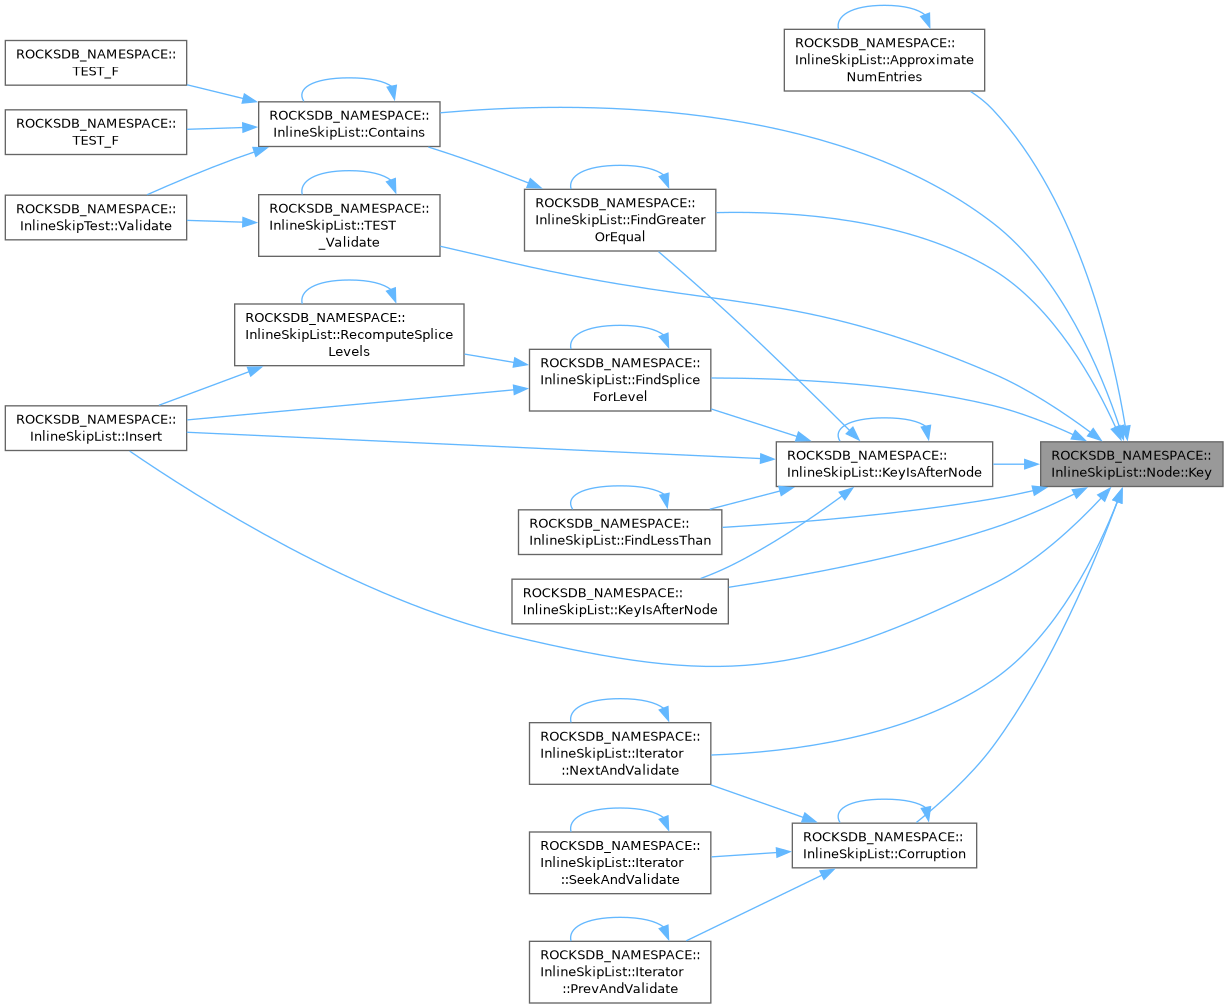 ROCKSDB_NAMESPACE::
InlineSkipList::Approximate
NumEntries
ROCKSDB_NAMESPACE::
TEST_F
ROCKSDB_NAMESPACE::
TEST_F
ROCKSDB_NAMESPACE::
InlineSkipList::Contains
ROCKSDB_NAMESPACE::
InlineSkipTest::Validate
ROCKSDB_NAMESPACE::
InlineSkipList::TEST
_Validate
ROCKSDB_NAMESPACE::
InlineSkipList::FindGreater
OrEqual
ROCKSDB_NAMESPACE::
InlineSkipList::RecomputeSplice
Levels
ROCKSDB_NAMESPACE::
InlineSkipList::FindSplice
ForLevel
ROCKSDB_NAMESPACE::
InlineSkipList::Insert
ROCKSDB_NAMESPACE::
InlineSkipList::KeyIsAfterNode
ROCKSDB_NAMESPACE::
InlineSkipList::Node::Key
ROCKSDB_NAMESPACE::
InlineSkipList::FindLessThan
ROCKSDB_NAMESPACE::
InlineSkipList::KeyIsAfterNode
ROCKSDB_NAMESPACE::
InlineSkipList::Iterator
::NextAndValidate
ROCKSDB_NAMESPACE::
InlineSkipList::Corruption
ROCKSDB_NAMESPACE::
InlineSkipList::Iterator
::SeekAndValidate
ROCKSDB_NAMESPACE::
InlineSkipList::Iterator
::PrevAndValidate